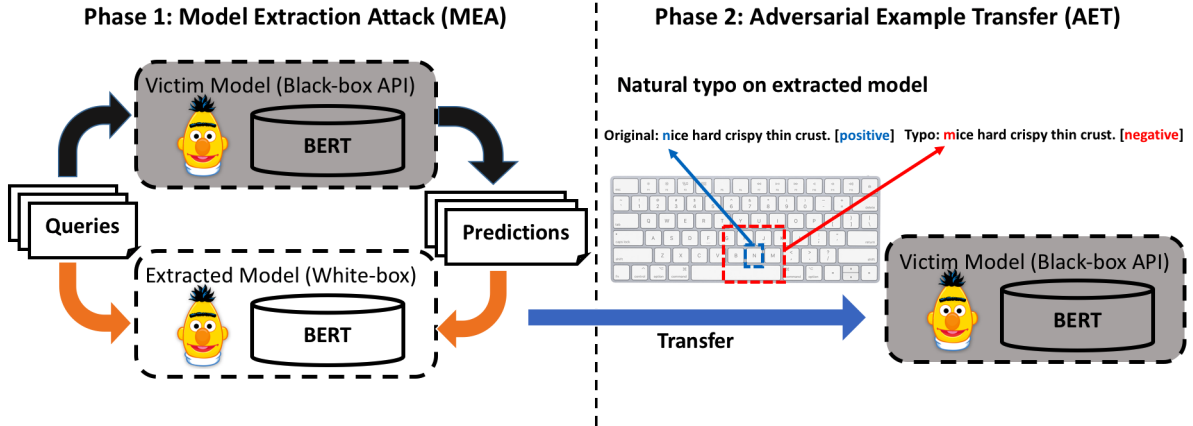 Phase 1: Model Extraction Attack (MEA)
Victim Model (Black-box API)
BERT
Queries
Predictions
Extracted Model (White-box)
BERT
Phase 2: Adversarial Example Transfer (AET)
Natural typo on extracted model
Original: nice hard crispy thin crust. [positive] Typo: mice hard crispy thin crust. [negative]
Q W E R
A S D F
Z X C V B N M
Transfer
Victim Model (Black-box API)
BERT